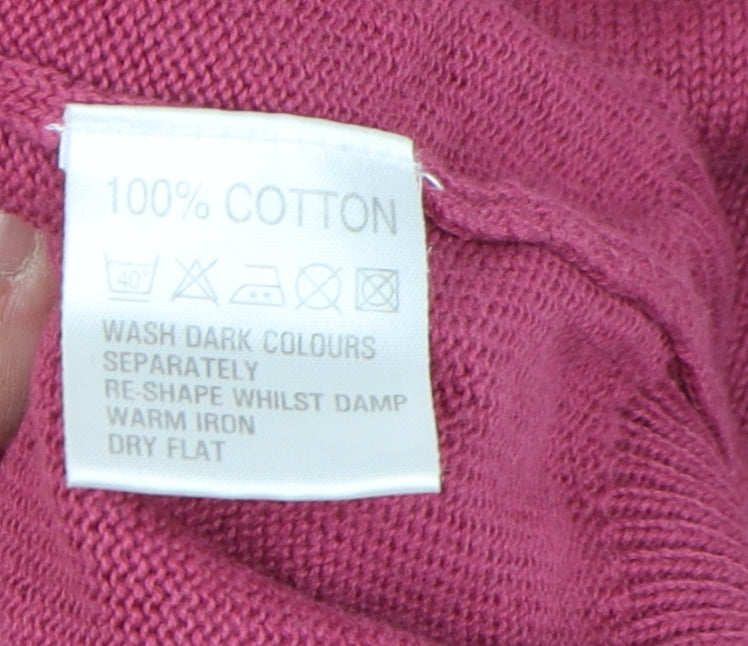 100% COTTON
40°
WASH DARK COLOURS
SEPARATELY
RE-SHAPE WHILST DAMP
WARM IRON
DRY FLAT